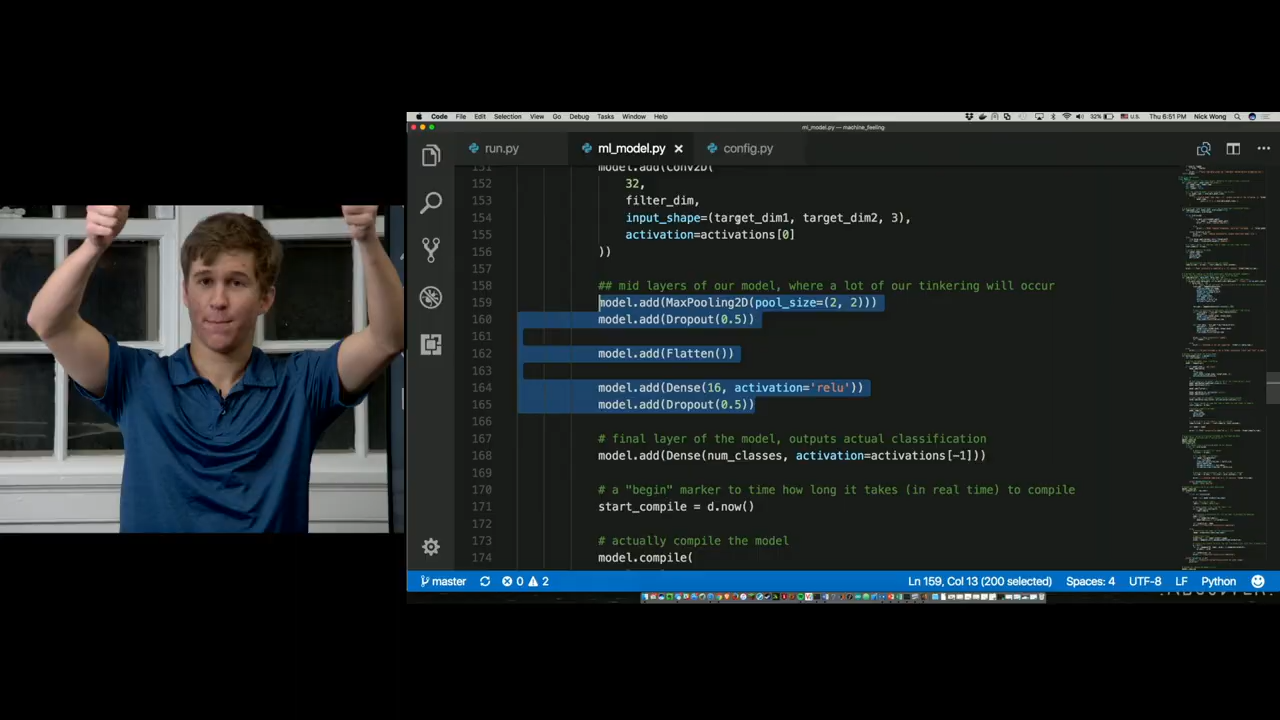 Code File Edit Selection View Go Debug Tasks Window Help 32% U.S. Thu 6:51 PM Nick Wong
ml_model.py — machine_feeling
run.py ml_model.py config.py
151 model.add(Conv2D(
152 32,
153 filter_dim,
154 input_shape=(target_dim1, target_dim2, 3),
155 activation=activations[0]
156 ))
157
158 ## mid layers of our model, where a lot of our tinkering will occur
159 model.add(MaxPooling2D(pool_size=(2, 2)))
160 model.add(Dropout(0.5))
161
162 model.add(Flatten())
163
164 model.add(Dense(16, activation='relu'))
165 model.add(Dropout(0.5))
166
167 # final layer of the model, outputs actual classification
168 model.add(Dense(num_classes, activation=activations[-1]))
169
170 # a "begin" marker to time how long it takes (in real time) to compile
171 start_compile = d.now()
172
173 # actually compile the model
174 model.compile(
master 0 2 Ln 159, Col 13 (200 selected) Spaces: 4 UTF-8 LF Python